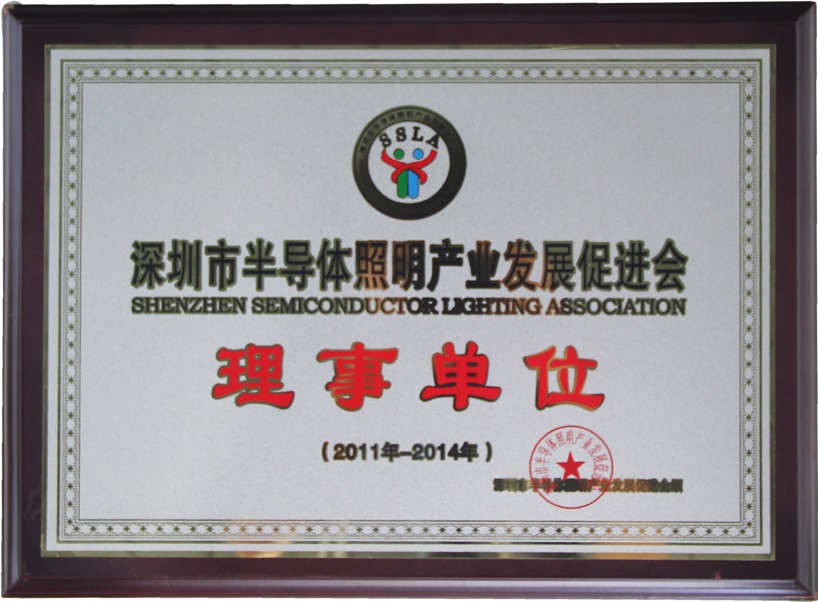 SSLA
深圳市半导体照明产业发展促进会
SHENZHEN SEMICONDUCTOR LIGHTING ASSOCIATION
理事单位
(2011年-2014年)
深圳市半导体照明产业发展促进会